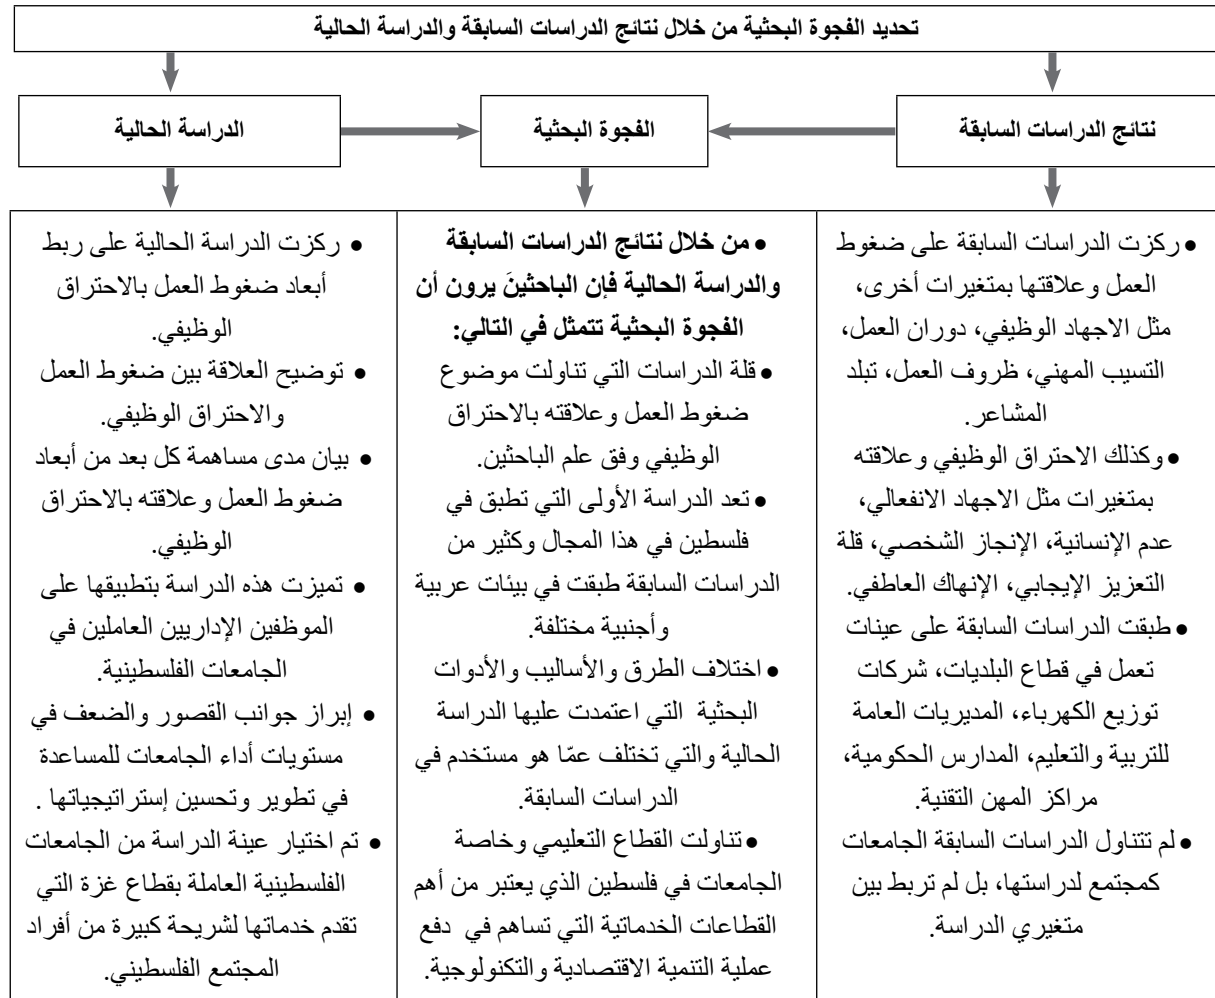 تحديد الفجوة البحثية من خلال نتائج الدراسات السابقة والدراسة الحالية
نتائج الدراسات السابقة
الفجوة البحثية
الدراسة الحالية
• ركزت الدراسات السابقة على ضغوط
العمل وعلاقتها بمتغيرات أخرى،
مثل الاجهاد الوظيفي، دوران العمل،
التسيب المهني، ظروف العمل، تبلد
المشاعر.
• وكذلك الاحتراق الوظيفي وعلاقته
بمتغيرات مثل الاجهاد الانفعالي،
عدم الإنسانية، الإنجاز الشخصي، قلة
التعزيز الإيجابي، الإنهاك العاطفي.
• طبقت الدراسات السابقة على عينات
تعمل في قطاع البلديات، شركات
توزيع الكهرباء، المديريات العامة
للتربية والتعليم، المدارس الحكومية،
مراكز المهن التقنية.
• لم تتناول الدراسات السابقة الجامعات
كمجتمع لدراستها، بل لم تربط بين
متغيري الدراسة.
• من خلال نتائج الدراسات السابقة
والدراسة الحالية فإن الباحثينَ يرون أن
الفجوة البحثية تتمثل في التالي:
• قلة الدراسات التي تناولت موضوع
ضغوط العمل وعلاقته بالاحتراق
الوظيفي وفق علم الباحثين.
• تعد الدراسة الأولى التي تطبق في
فلسطين في هذا المجال وكثير من
الدراسات السابقة طبقت في بيئات عربية
وأجنبية مختلفة.
• اختلاف الطرق والأساليب والأدوات
البحثية التي اعتمدت عليها الدراسة
الحالية والتي تختلف عمّا هو مستخدم في
الدراسات السابقة.
• تناولت القطاع التعليمي وخاصة
الجامعات في فلسطين الذي يعتبر من أهم
القطاعات الخدماتية التي تساهم في دفع
عملية التنمية الاقتصادية والتكنولوجية.
• ركزت الدراسة الحالية على ربط
أبعاد ضغوط العمل بالاحتراق
الوظيفي.
• توضيح العلاقة بين ضغوط العمل
والاحتراق الوظيفي.
• بيان مدى مساهمة كل بعد من أبعاد
ضغوط العمل وعلاقته بالاحتراق
الوظيفي.
• تميزت هذه الدراسة بتطبيقها على
الموظفين الإداريين العاملين في
الجامعات الفلسطينية.
• إبراز جوانب القصور والضعف في
مستويات أداء الجامعات للمساعدة
في تطوير وتحسين إستراتيجياتها .
• تم اختيار عينة الدراسة من الجامعات
الفلسطينية العاملة بقطاع غزة التي
تقدم خدماتها لشريحة كبيرة من أفراد
المجتمع الفلسطيني.